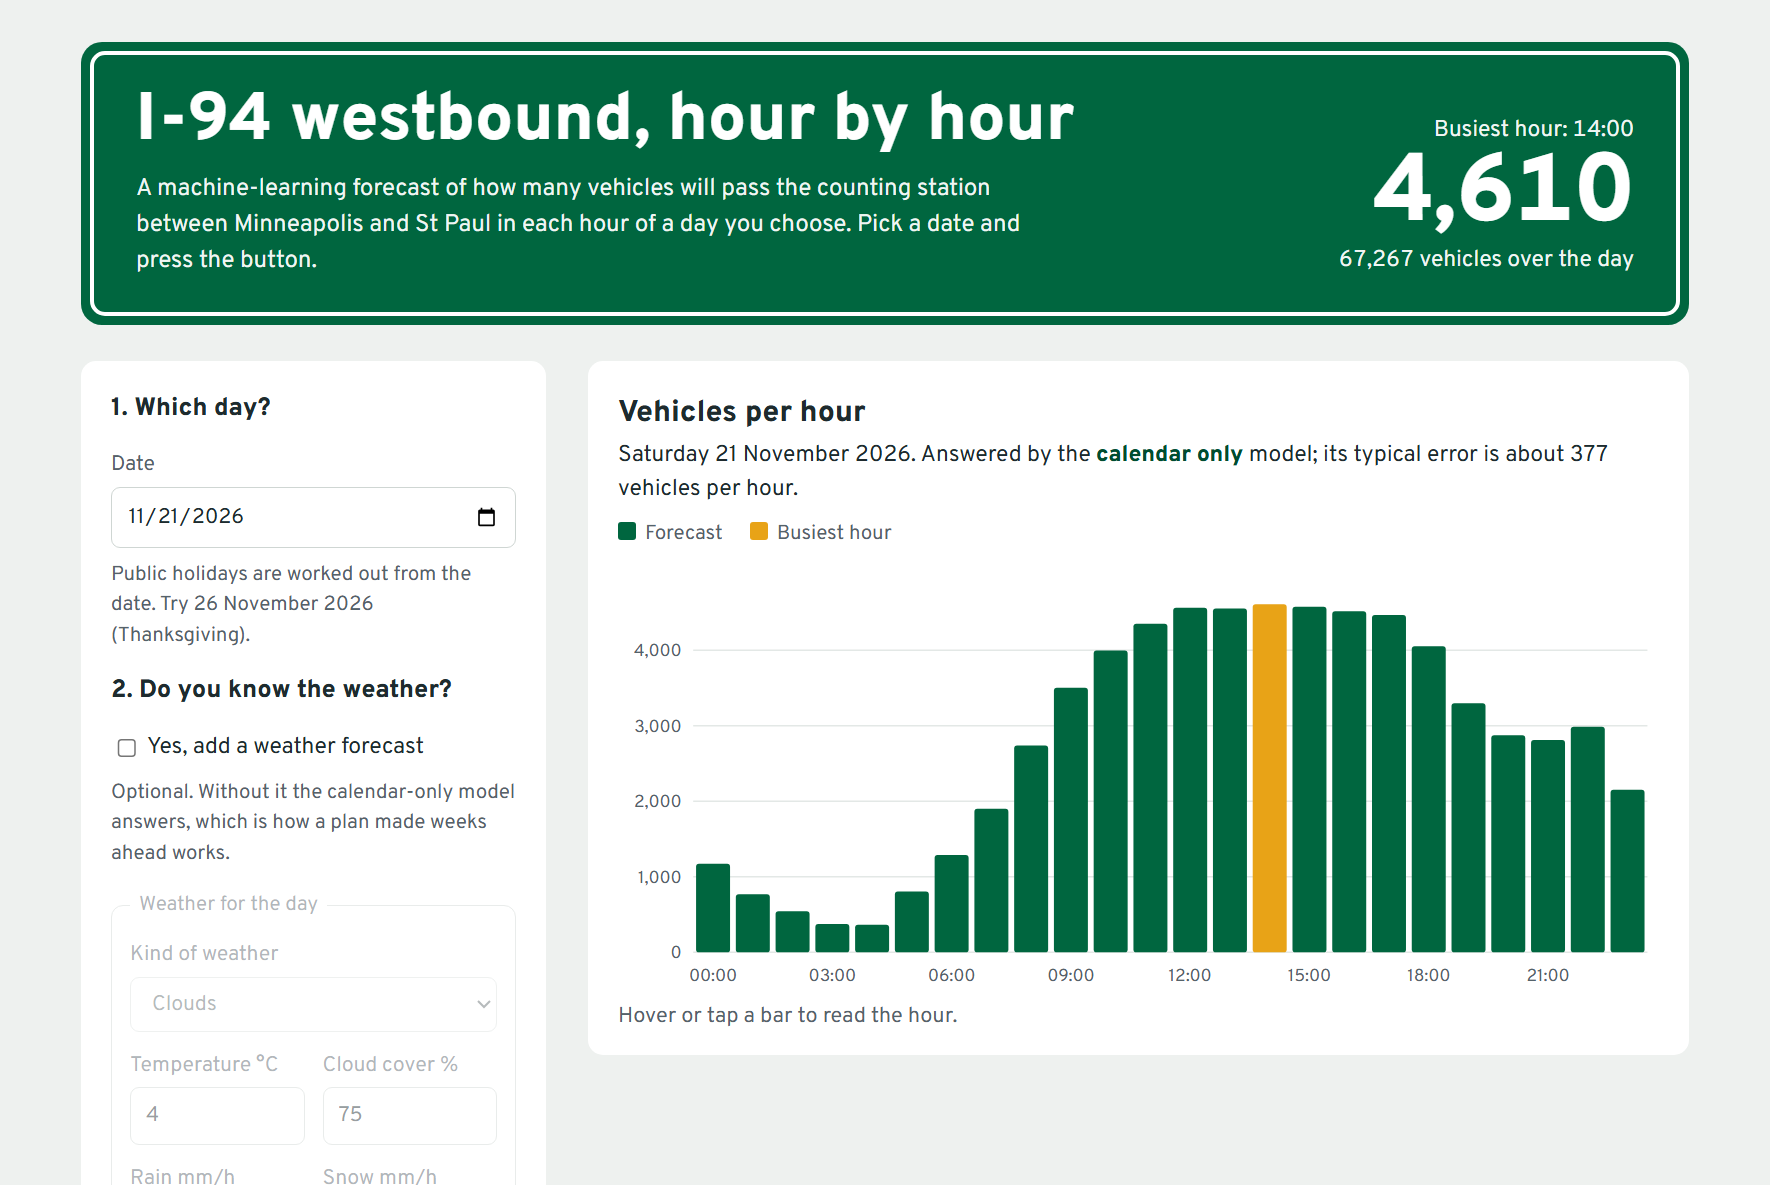 I-94 westbound, hour by hour
A machine-learning forecast of how many vehicles will pass the counting station
between Minneapolis and St Paul in each hour of a day you choose. Pick a date and
press the button.
Busiest hour: 14:00
4,610
67,267 vehicles over the day
1. Which day?
Date
11/21/2026
Public holidays are worked out from the
date. Try 26 November 2026
(Thanksgiving).
2. Do you know the weather?
Yes, add a weather forecast
Optional. Without it the calendar-only model
answers, which is how a plan made weeks
ahead works.
Weather for the day
Kind of weather
Clouds
Temperature °C Cloud cover %
4 75
Rain mm/h Snow mm/h
Vehicles per hour
Saturday 21 November 2026. Answered by the calendar only model; its typical error is about 377
vehicles per hour.
Forecast Busiest hour
4,000
3,000
2,000
1,000
0
00:00 03:00 06:00 09:00 12:00 15:00 18:00 21:00
Hover or tap a bar to read the hour.